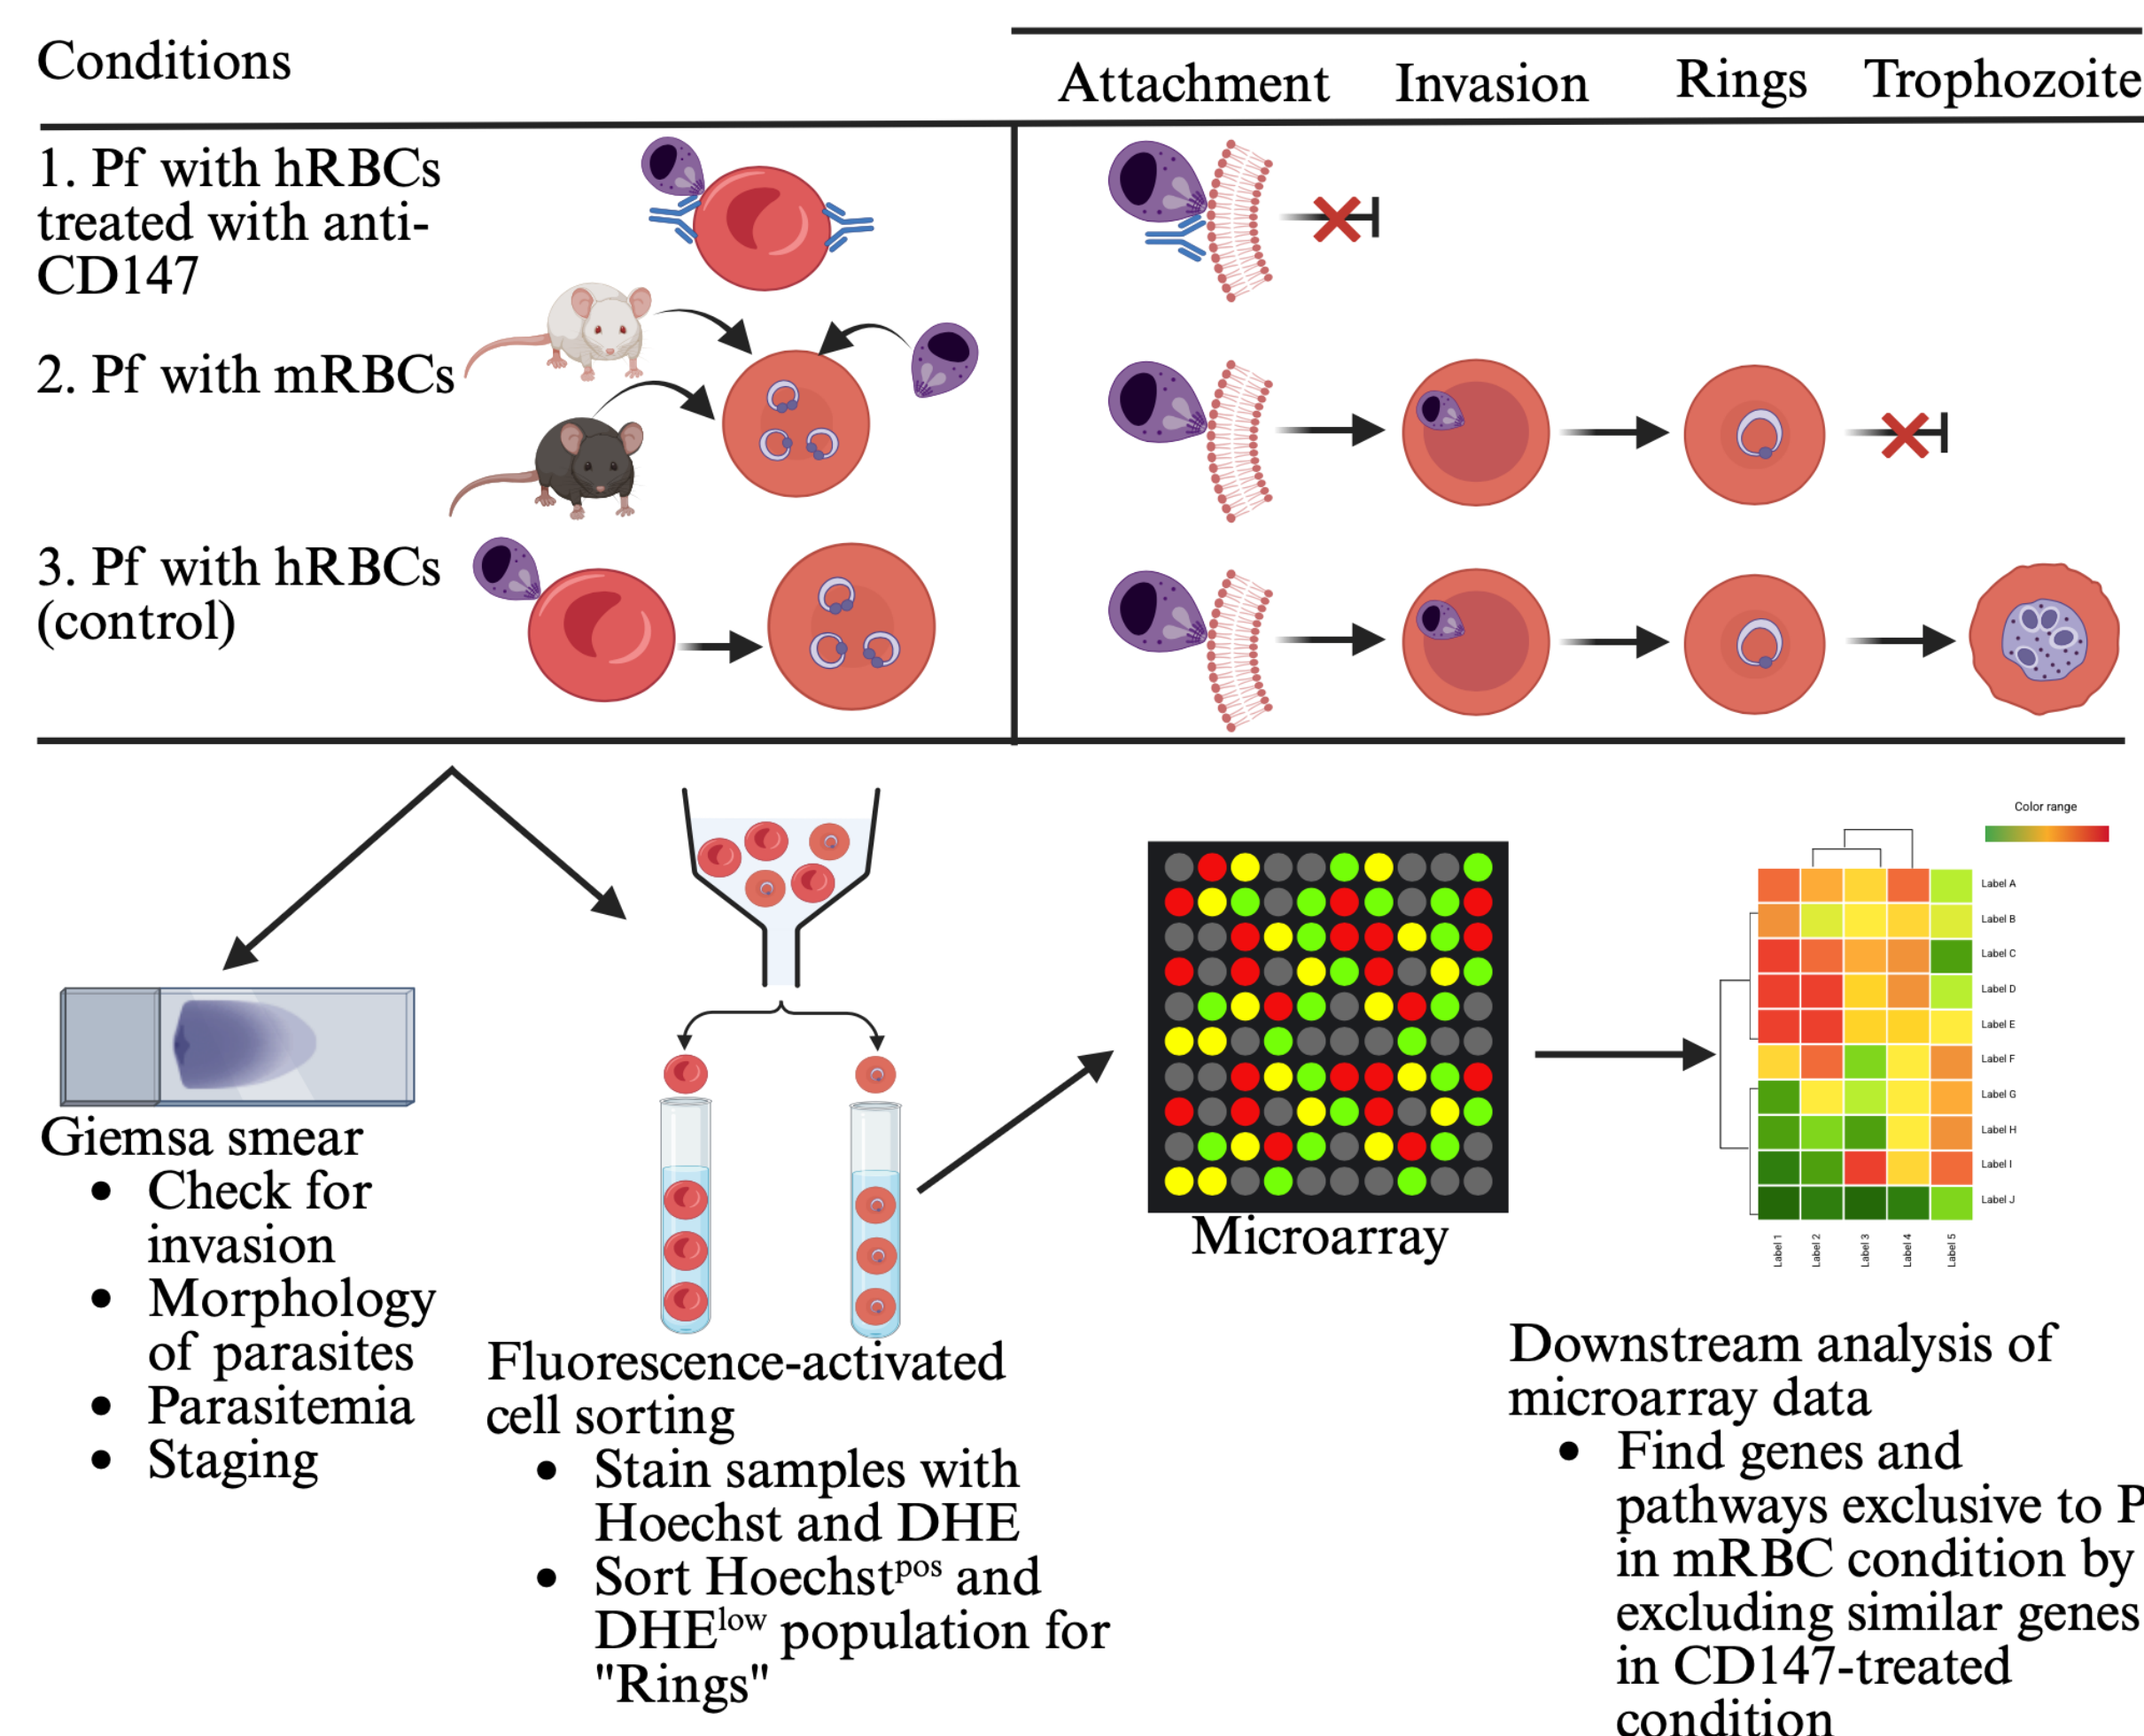 Conditions
Attachment Invasion Rings Trophozoite
1. Pf with hRBCs
treated with anti-
CD147
2. Pf with mRBCs
3. Pf with hRBCs
(control)
Giemsa smear
• Check for
invasion
• Morphology
of parasites
• Parasitemia
• Staging
Fluorescence-activated
cell sorting
• Stain samples with
Hoechst and DHE
• Sort Hoechstᵖᵒˢ and
DHEˡᵒʷ population for
"Rings"
Microarray
Color range
Label A
Label B
Label C
Label D
Label E
Label F
Label G
Label H
Label I
Label J
Label 1
Label 2
Label 3
Label 4
Label 5
Downstream analysis of
microarray data
• Find genes and
pathways exclusive to P
in mRBC condition by
excluding similar genes
in CD147-treated
condition